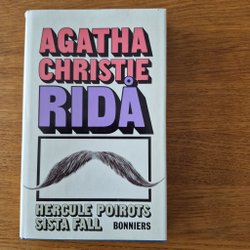 AGATHA
CHRISTIE
RIDÅ
HERCULE POIROTS
SISTA FALL BONNIERS